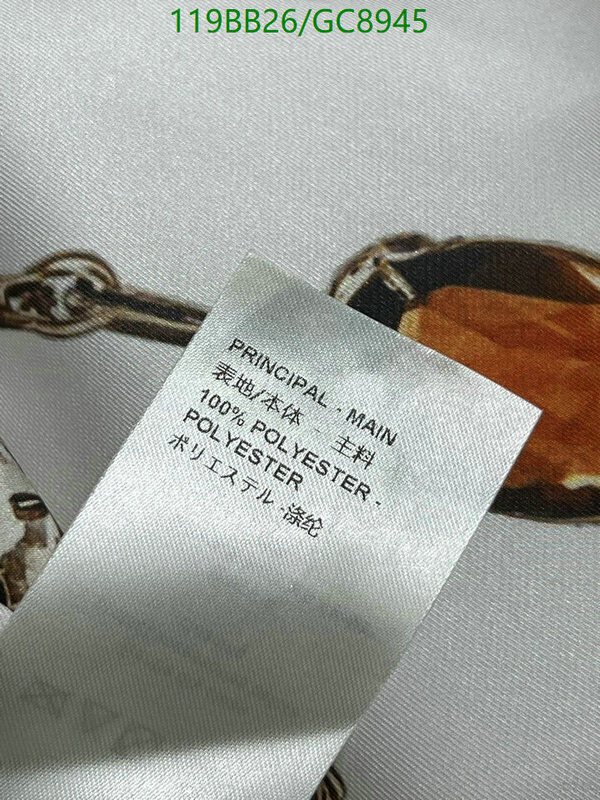 119BB26/GC8945
PRINCIPAL - MAIN
表地/本体 - 主料
100% POLYESTER -
POLYESTER
ポリエステル -涤纶